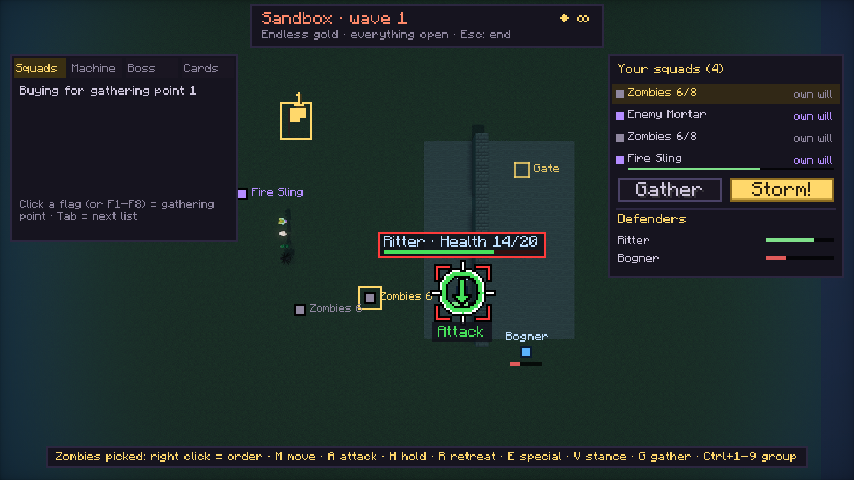 Sandbox · wave 1
Endless gold · everything open · Esc: end
Squads Machine Boss Cards
Buying for gathering point 1
Click a flag (or F1-F8) = gathering
point · Tab = next list
1
Gate
Fire Sling
Ritter · Health 14/20
Zombies 6
Zombies 6
Attack
Bogner
Your squads (4)
Zombies 6/8 own will
Enemy Mortar own will
Zombies 6/8 own will
Fire Sling own will
Gather Storm!
Defenders
Ritter
Bogner
Zombies picked: right click = order · M move · A attack · H hold · R retreat · E special · V stance · G gather · Ctrl+1-9 group